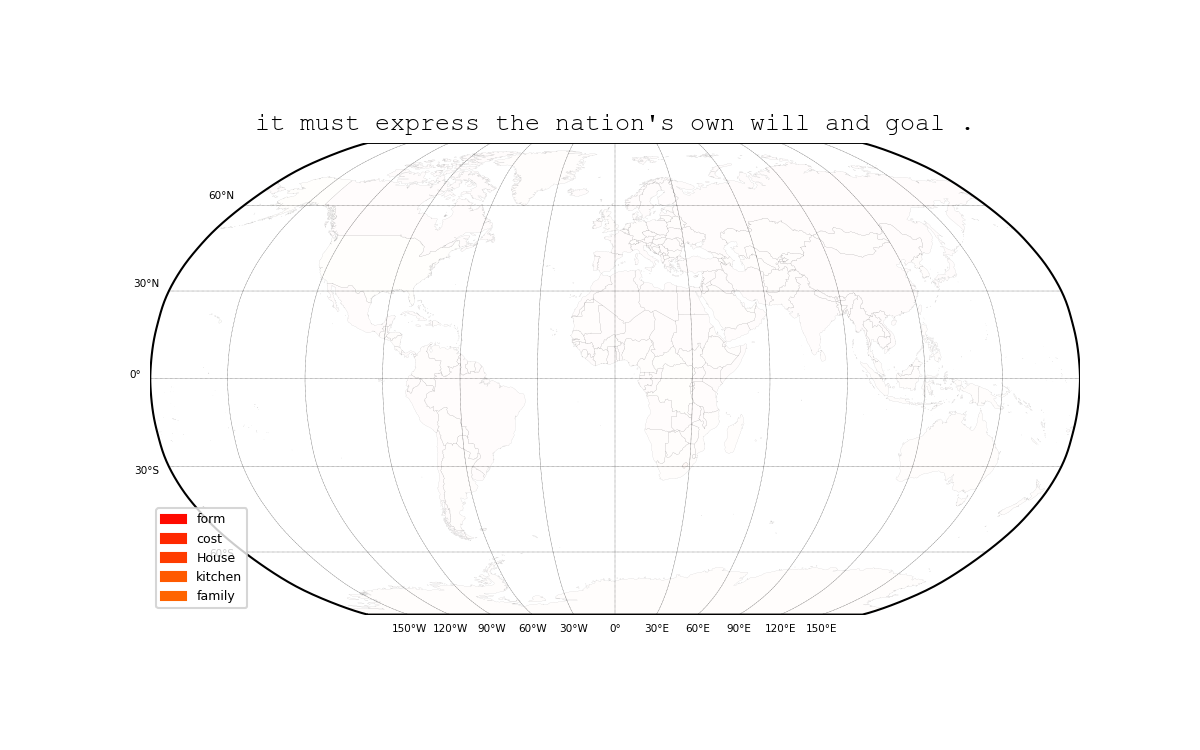 it must express the nation's own will and goal .
60°N
30°N
0°
30°S
60°S
form
cost
House
kitchen
family
150°W 120°W 90°W 60°W 30°W 0° 30°E 60°E 90°E 120°E 150°E